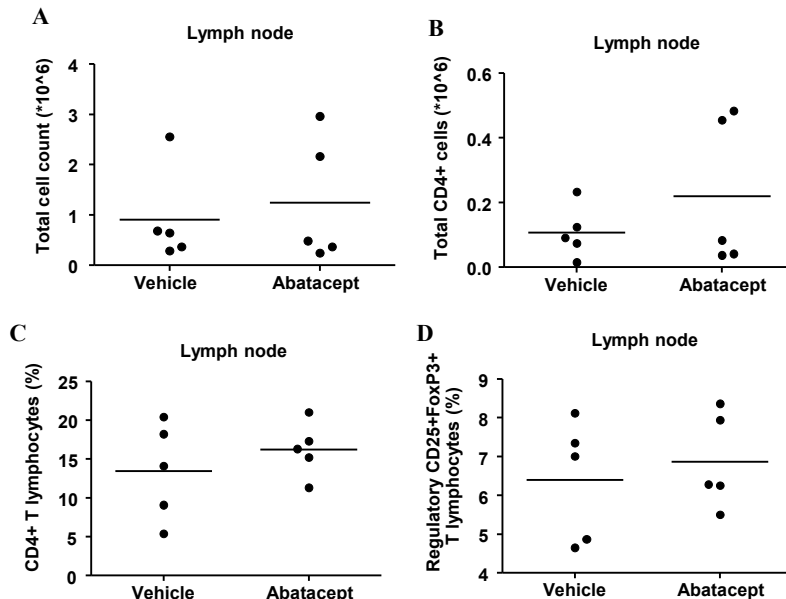 A
Lymph node
Total cell count (*10^6)
4
3
2
1
0
Vehicle Abatacept
B
Lymph node
Total CD4+ cells (*10^6)
0.6
0.4
0.2
0.0
Vehicle Abatacept
C
Lymph node
CD4+ T lymphocytes (%)
25
20
15
10
5
0
Vehicle Abatacept
D
Lymph node
Regulatory CD25+FoxP3+
T lymphocytes (%)
9
8
7
6
5
4
Vehicle Abatacept